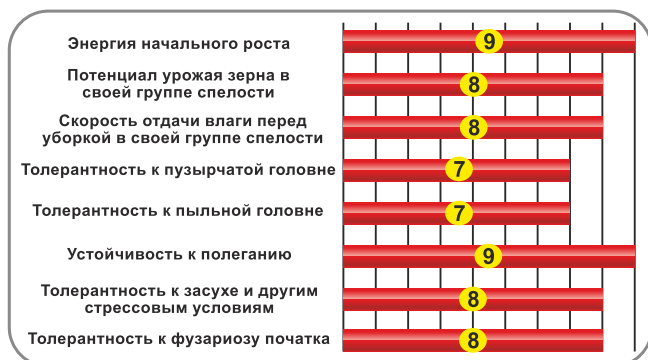 Энергия начального роста
9
Потенциал урожая зерна в
своей группе спелости
8
Скорость отдачи влаги перед
уборкой в своей группе спелости
8
Толерантность к пузырчатой головне
7
Толерантность к пыльной головне
7
Устойчивость к полеганию
9
Толерантность к засухе и другим
стрессовым условиям
8
Толерантность к фузариозу початка
8